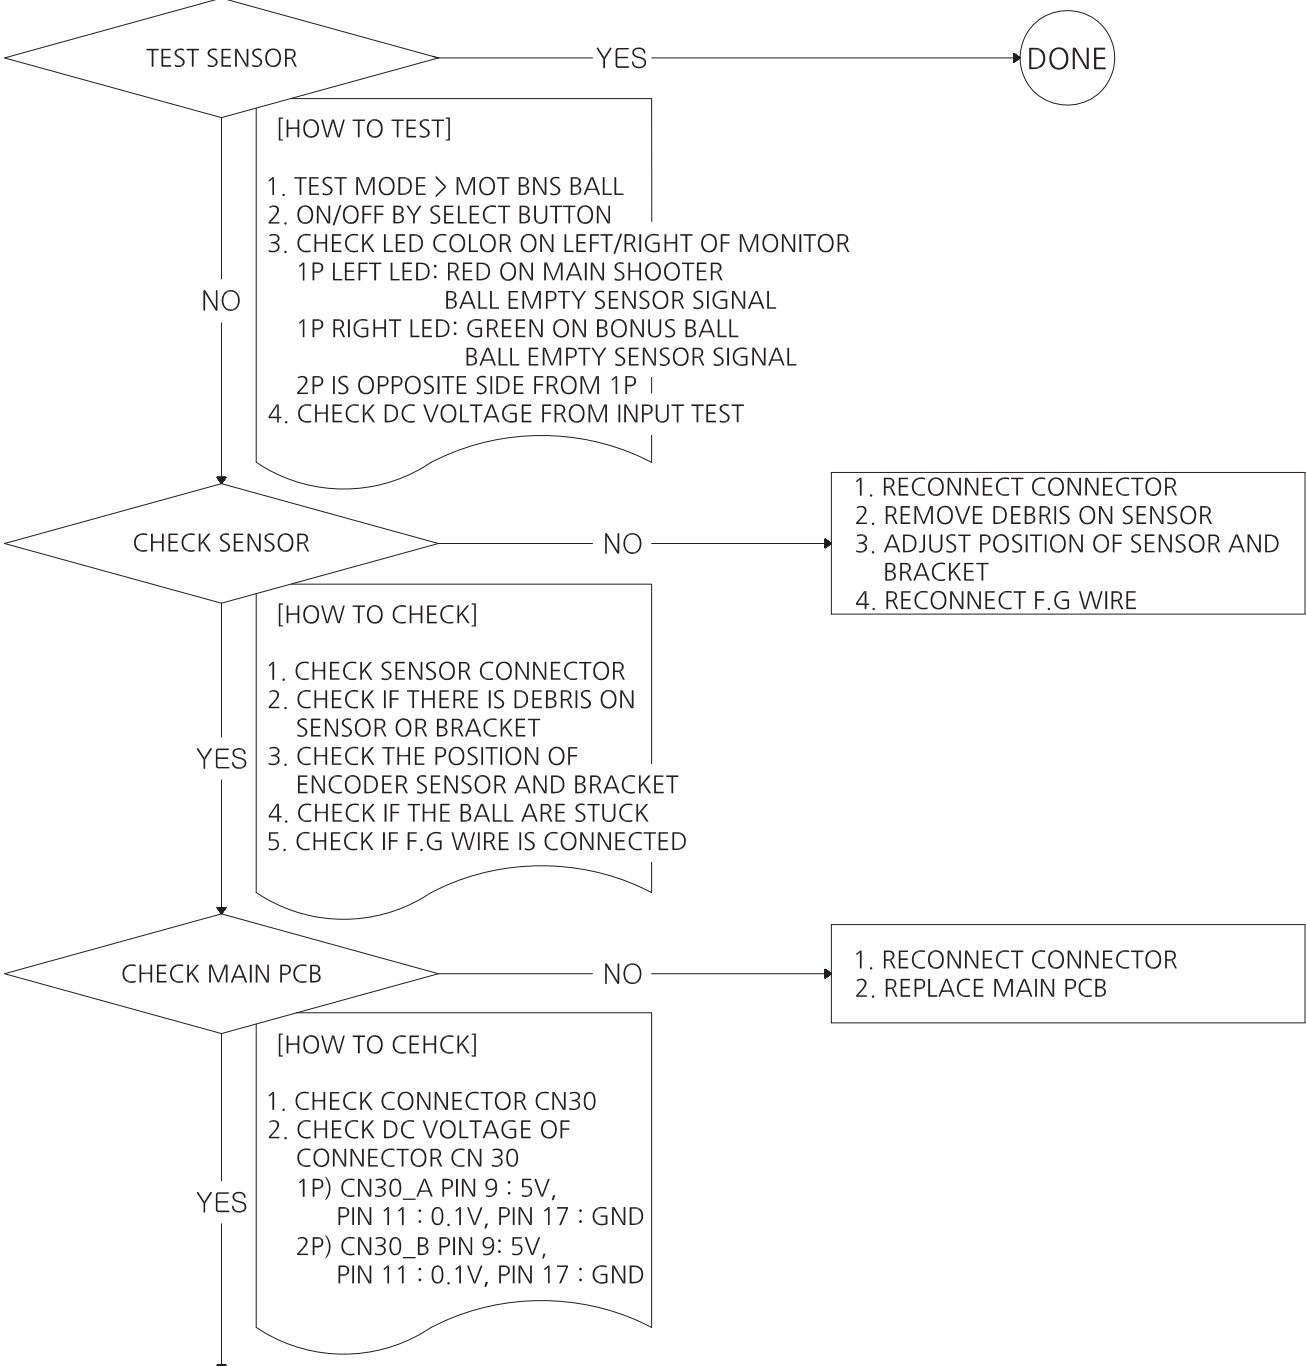 TEST SENSOR
YES
DONE
[HOW TO TEST]
1. TEST MODE > MOT BNS BALL
2. ON/OFF BY SELECT BUTTON
3. CHECK LED COLOR ON LEFT/RIGHT OF MONITOR
1P LEFT LED: RED ON MAIN SHOOTER
BALL EMPTY SENSOR SIGNAL
1P RIGHT LED: GREEN ON BONUS BALL
BALL EMPTY SENSOR SIGNAL
2P IS OPPOSITE SIDE FROM 1P
4. CHECK DC VOLTAGE FROM INPUT TEST
NO
CHECK SENSOR
NO
1. RECONNECT CONNECTOR
2. REMOVE DEBRIS ON SENSOR
3. ADJUST POSITION OF SENSOR AND
BRACKET
4. RECONNECT F.G WIRE
[HOW TO CHECK]
1. CHECK SENSOR CONNECTOR
2. CHECK IF THERE IS DEBRIS ON
SENSOR OR BRACKET
3. CHECK THE POSITION OF
ENCODER SENSOR AND BRACKET
4. CHECK IF THE BALL ARE STUCK
5. CHECK IF F.G WIRE IS CONNECTED
YES
CHECK MAIN PCB
NO
1. RECONNECT CONNECTOR
2. REPLACE MAIN PCB
[HOW TO CEHCK]
1. CHECK CONNECTOR CN30
2. CHECK DC VOLTAGE OF
CONNECTOR CN 30
1P) CN30_A PIN 9 : 5V,
PIN 11 : 0.1V, PIN 17 : GND
2P) CN30_B PIN 9: 5V,
PIN 11 : 0.1V, PIN 17 : GND
YES